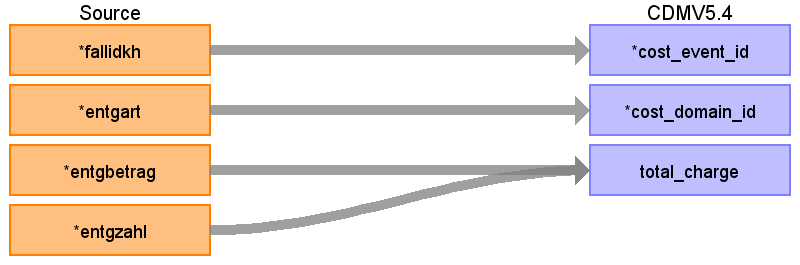 Source
CDMV5.4
*fallidkh
*cost_event_id
*entgart
*cost_domain_id
*entgbetrag
total_charge
*entgzahl